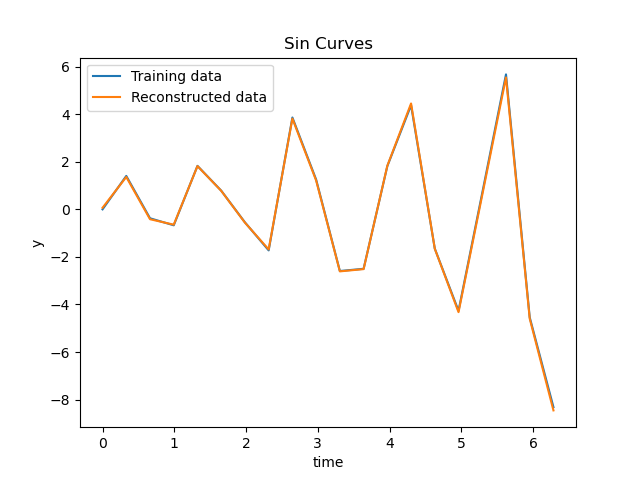 Sin Curves
Training data
Reconstructed data
6
4
2
0
−2
−4
−6
−8
y
0 1 2 3 4 5 6
time